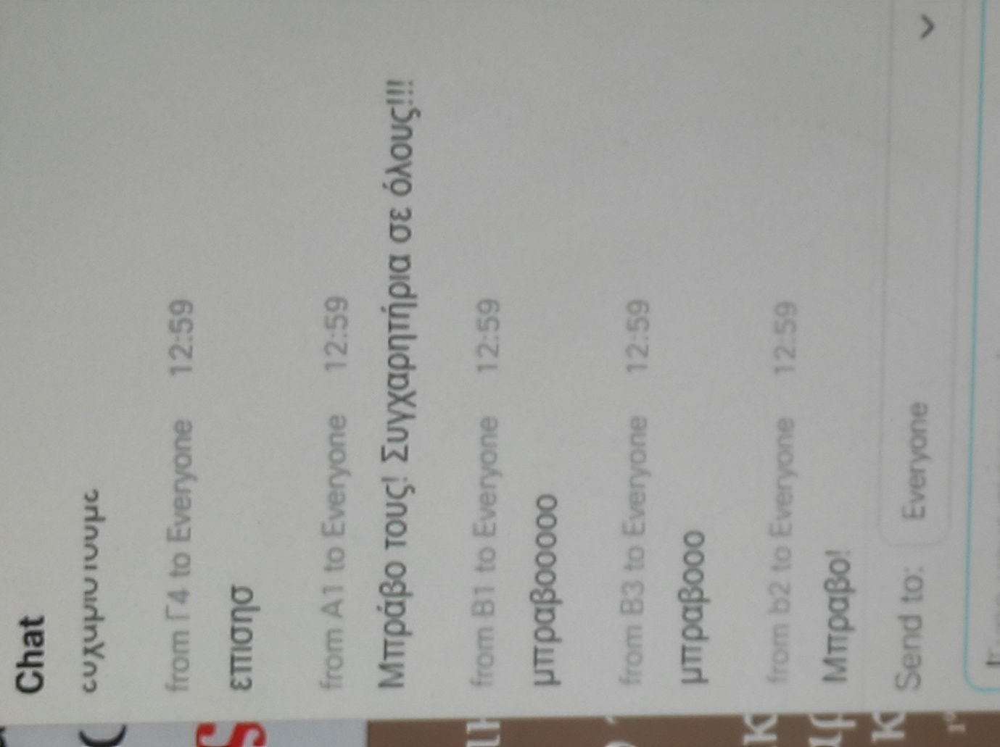 Chat
from Γ4 to Everyone 12:59
επισησ
from A1 to Everyone 12:59
Μπράβο τους! Συγχαρητήρια σε όλους!!!!
from B1 to Everyone 12:59
μπραβοοοοο
from B3 to Everyone 12:59
μπραβοοο
from b2 to Everyone 12:59
Μπραβο!
Send to: Everyone